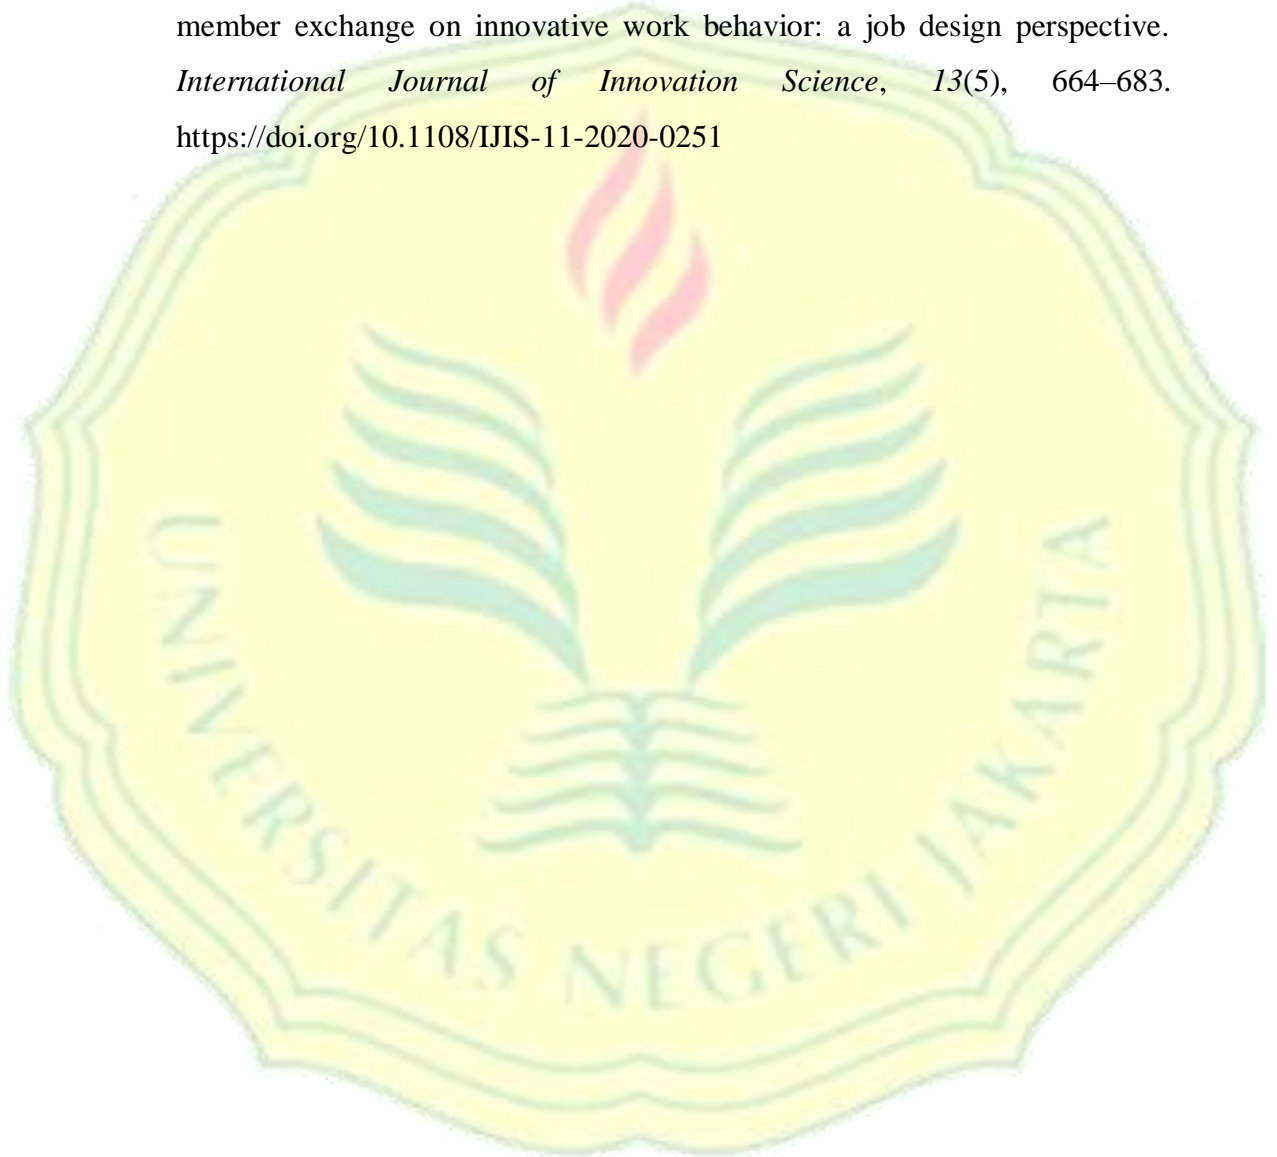 member exchange on innovative work behavior: a job design perspective.
International Journal of Innovation Science, 13(5), 664–683.
https://doi.org/10.1108/IJIS-11-2020-0251
UNIVERSITAS NEGERI JAKARTA